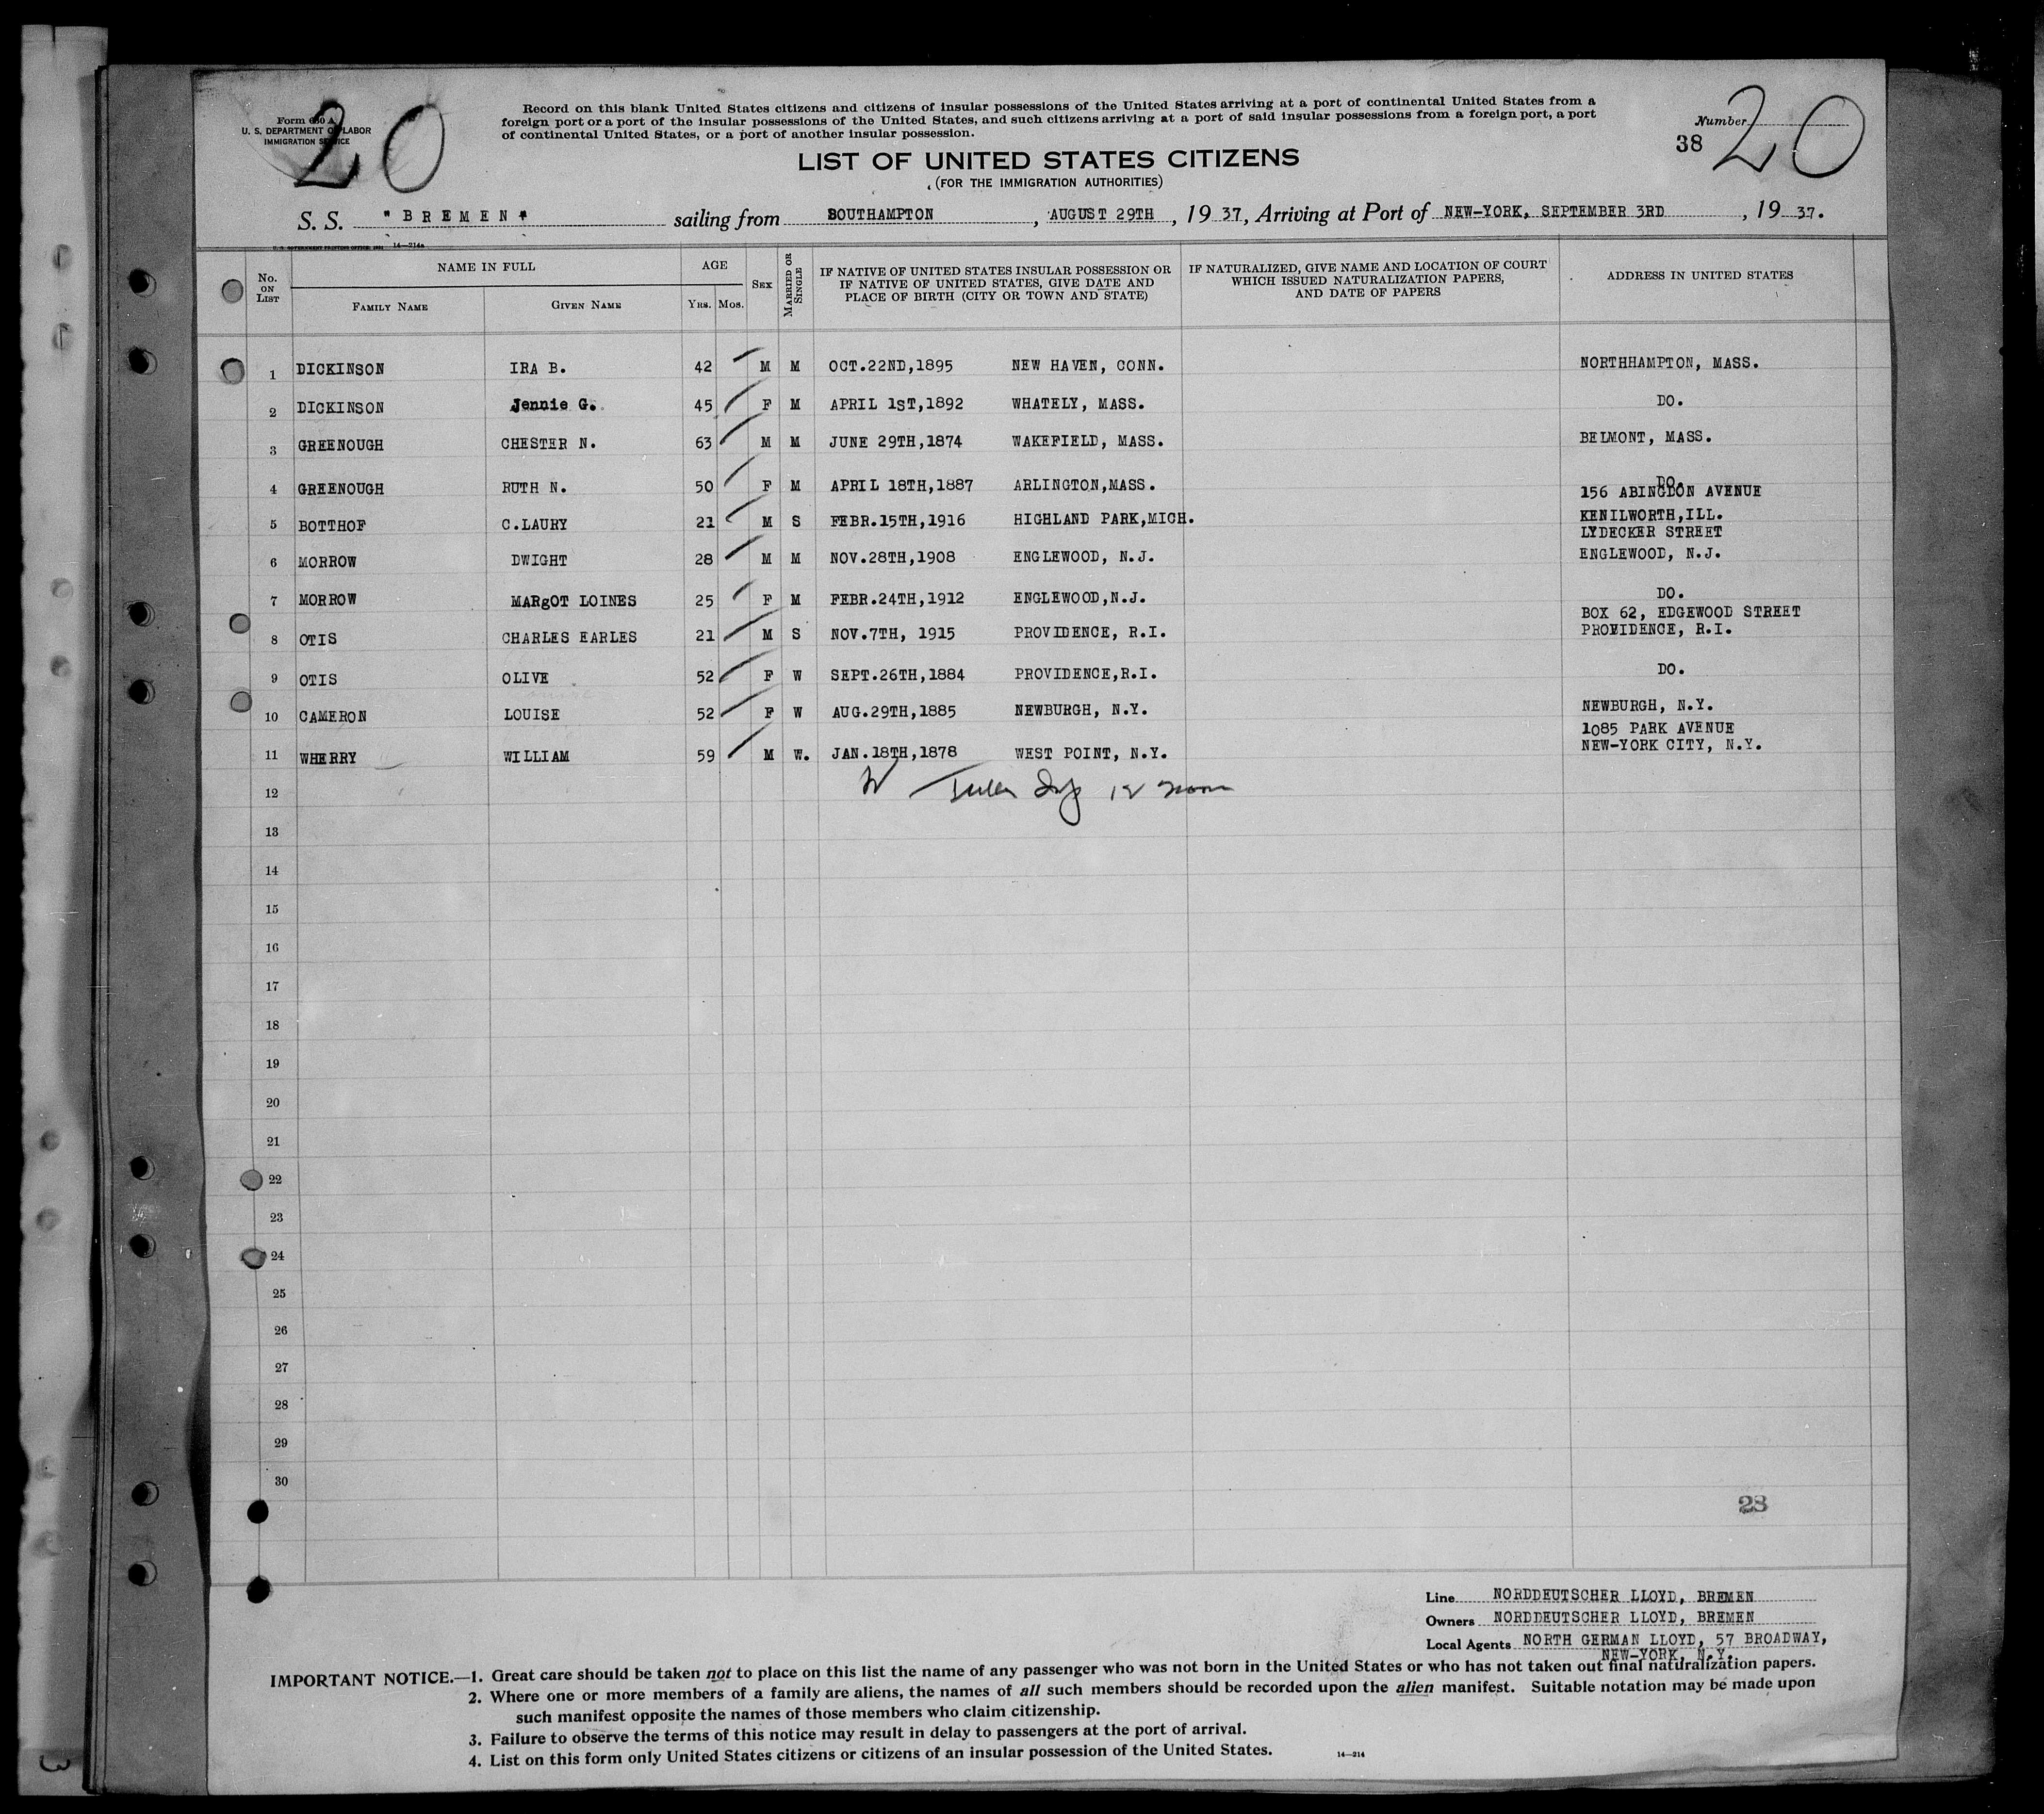 20
Form 630 A
U. S. DEPARTMENT OF LABOR
IMMIGRATION SERVICE
Record on this blank United States citizens and citizens of insular possessions of the United States arriving at a port of continental United States from a
foreign port or a port of the insular possessions of the United States, and such citizens arriving at a port of said insular possessions from a foreign port, a port
of continental United States, or a port of another insular possession.
Number
38
20
LIST OF UNITED STATES CITIZENS
(FOR THE IMMIGRATION AUTHORITIES)
S. S. "BREMEN" sailing from SOUTHAMPTON, AUGUST 29TH, 1937, Arriving at Port of NEW-YORK, SEPTEMBER 3RD, 1937.
14—214a
No. ON LIST
NAME IN FULL
FAMILY NAME
GIVEN NAME
AGE
YRS. MOS.
SEX
MARRIED OR SINGLE
IF NATIVE OF UNITED STATES INSULAR POSSESSION OR
IF NATIVE OF UNITED STATES, GIVE DATE AND
PLACE OF BIRTH (CITY OR TOWN AND STATE)
IF NATURALIZED, GIVE NAME AND LOCATION OF COURT
WHICH ISSUED NATURALIZATION PAPERS,
AND DATE OF PAPERS
ADDRESS IN UNITED STATES
1 DICKINSON IRA B. 42 M M OCT.22ND,1895 NEW HAVEN, CONN. NORTHHAMPTON, MASS.
2 DICKINSON Jennie G. 45 F M APRIL 1ST,1892 WHATELY, MASS. DO.
3 GREENOUGH CHESTER N. 63 M M JUNE 29TH,1874 WAKEFIELD, MASS. BELMONT, MASS.
4 GREENOUGH RUTH N. 50 F M APRIL 18TH,1887 ARLINGTON,MASS. DO.
156 ABINGDON AVENUE
5 BOTTHOF C.LAURY 21 M S FEBR.15TH,1916 HIGHLAND PARK,MICH. KENILWORTH,ILL.
LYDECKER STREET
6 MORROW DWIGHT 28 M M NOV.28TH,1908 ENGLEWOOD, N.J. ENGLEWOOD, N.J.
7 MORROW MARgOT LOINES 25 F M FEBR.24TH,1912 ENGLEWOOD,N.J. DO.
BOX 62, EDGEWOOD STREET
8 OTIS CHARLES EARLES 21 M S NOV.7TH, 1915 PROVIDENCE, R.I. PROVIDENCE, R.I.
9 OTIS OLIVE 52 F W SEPT.26TH,1884 PROVIDENCE,R.I. DO.
10 CAMERON LOUISE 52 F W AUG.29TH,1885 NEWBURGH, N.Y. NEWBURGH, N.Y.
1085 PARK AVENUE
11 WHERRY WILLIAM 59 M W. JAN.18TH,1878 WEST POINT, N.Y. NEW-YORK CITY, N.Y.
12
13
14
15
16
17
18
19
20
21
22
23
24
25
26
27
28
29
30
23
Line NORDDEUTSCHER LLOYD, BREMEN
Owners NORDDEUTSCHER LLOYD, BREMEN
Local Agents NORTH GERMAN LLOYD, 57 BROADWAY,
NEW-YORK, N.Y.
IMPORTANT NOTICE.—1. Great care should be taken not to place on this list the name of any passenger who was not born in the United States or who has not taken out final naturalization papers.
2. Where one or more members of a family are aliens, the names of all such members should be recorded upon the alien manifest. Suitable notation may be made upon
such manifest opposite the names of those members who claim citizenship.
3. Failure to observe the terms of this notice may result in delay to passengers at the port of arrival.
4. List on this form only United States citizens or citizens of an insular possession of the United States.
14—214
3